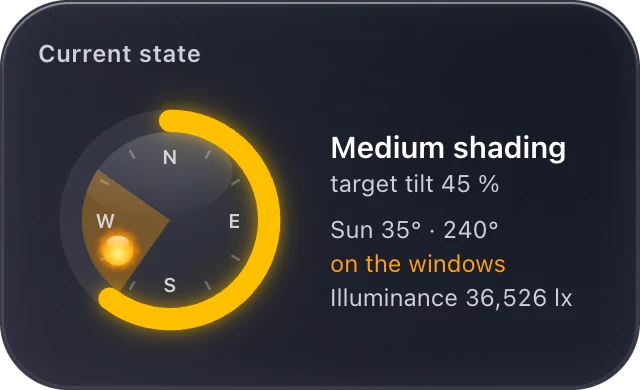 Current state
N
W
E
S
Medium shading
target tilt 45 %
Sun 35° · 240°
on the windows
Illuminance 36,526 lx